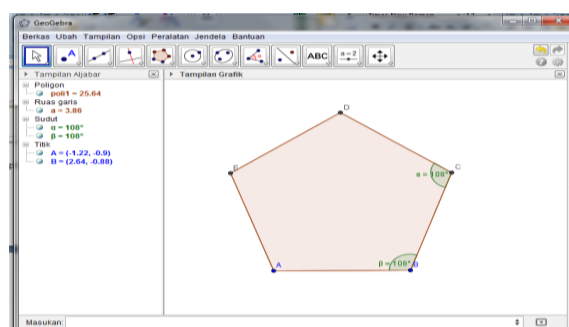 GeoGebra
Berkas Ubah Tampilan Opsi Peralatan Jendela Bantuan
A
ABC
a=2
Tampilan Aljabar
Tampilan Grafik
Poligon
poli1 = 25.64
Ruas garis
a = 3.86
Sudut
α = 108°
β = 108°
Titik
A = (-1.22, -0.9)
B = (2.64, -0.88)
D
E
C
α = 108°
A
β = 108°
B
Masukan: